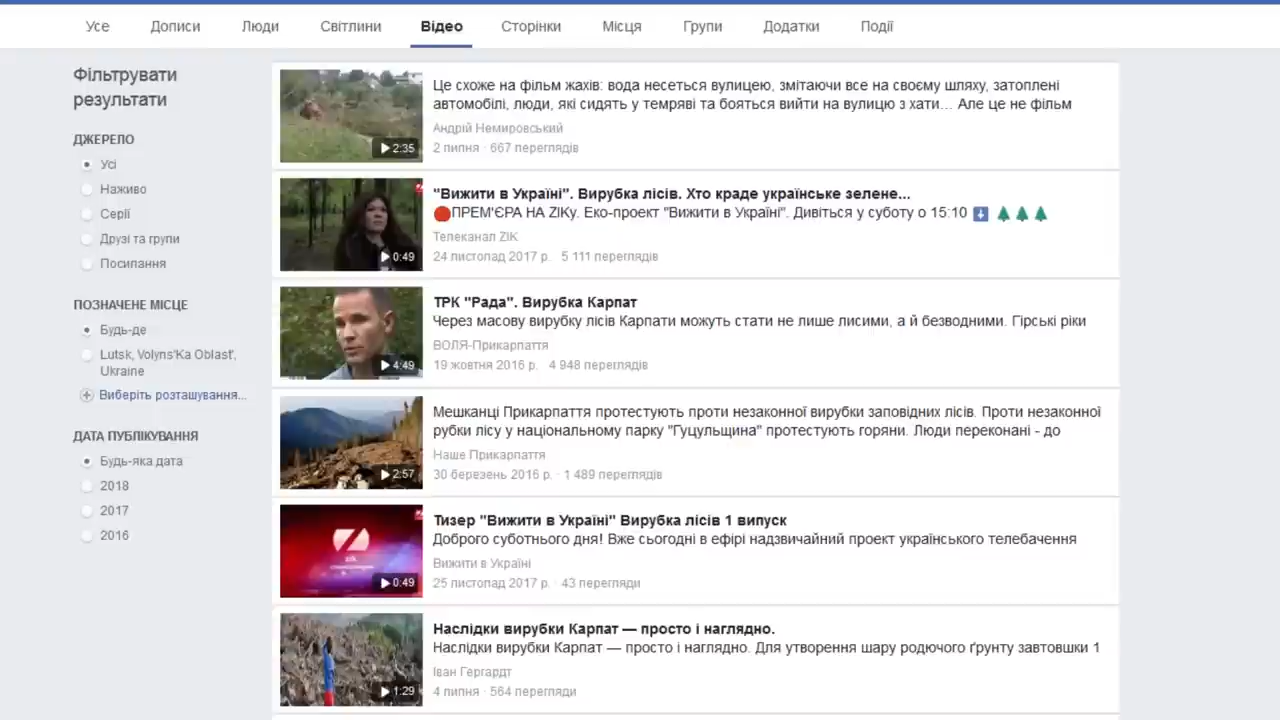 Усе Дописи Люди Світлини Відео Сторінки Місця Групи Додатки Події
Фільтрувати
результати
ДЖЕРЕЛО
Усі
Наживо
Серії
Друзі та групи
Посилання
ПОЗНАЧЕНЕ МІСЦЕ
Будь-де
Lutsk, Volyns'Ka Oblast',
Ukraine
Виберіть розташування...
ДАТА ПУБЛІКУВАННЯ
Будь-яка дата
2018
2017
2016
Це схоже на фільм жахів: вода несеться вулицею, змітаючи все на своєму шляху, затоплені
автомобілі, люди, які сидять у темряві та бояться вийти на вулицю з хати... Але це не фільм
Андрій Немировський
2 липня · 667 переглядів
2:35
"Вижити в Україні". Вирубка лісів. Хто краде українське зелене...
ПРЕМ'ЄРА НА ZIKу. Еко-проект "Вижити в Україні". Дивіться у суботу о 15:10
Телеканал ZIK
24 листопад 2017 р. · 5 111 переглядів
0:49
ТРК "Рада". Вирубка Карпат
Через масову вирубку лісів Карпати можуть стати не лише лисими, а й безводними. Гірські ріки
ВОЛЯ-Прикарпаття
19 жовтня 2016 р. · 4 948 переглядів
4:49
Мешканці Прикарпаття протестують проти незаконної вирубки заповідних лісів. Проти незаконної
рубки лісу у національному парку "Гуцульщина" протестують горяни. Люди переконані - до
Наше Прикарпаття
30 березень 2016 р. · 1 489 переглядів
2:57
Тизер "Вижити в Україні" Вирубка лісів 1 випуск
Доброго суботнього дня! Вже сьогодні в ефірі надзвичайний проект українського телебачення
Вижити в Україні
25 листопад 2017 р. · 43 перегляди
zik
0:49
Наслідки вирубки Карпат — просто і наглядно.
Наслідки вирубки Карпат — просто і наглядно. Для утворення шару родючого ґрунту завтовшки 1
Іван Гергардт
4 липня · 564 перегляди
1:29